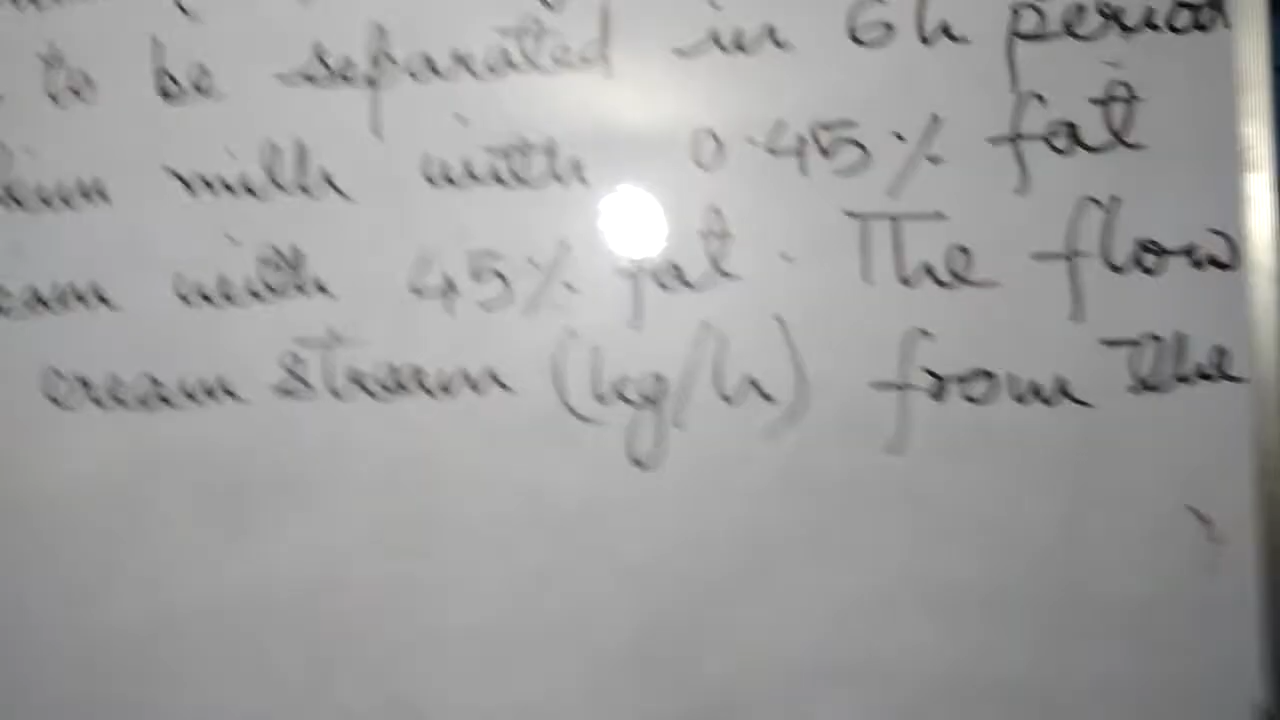 to be separated in 6h period
milk with 0.45% fat
with 45% fat. The flow
cream stream (kg/h) from the